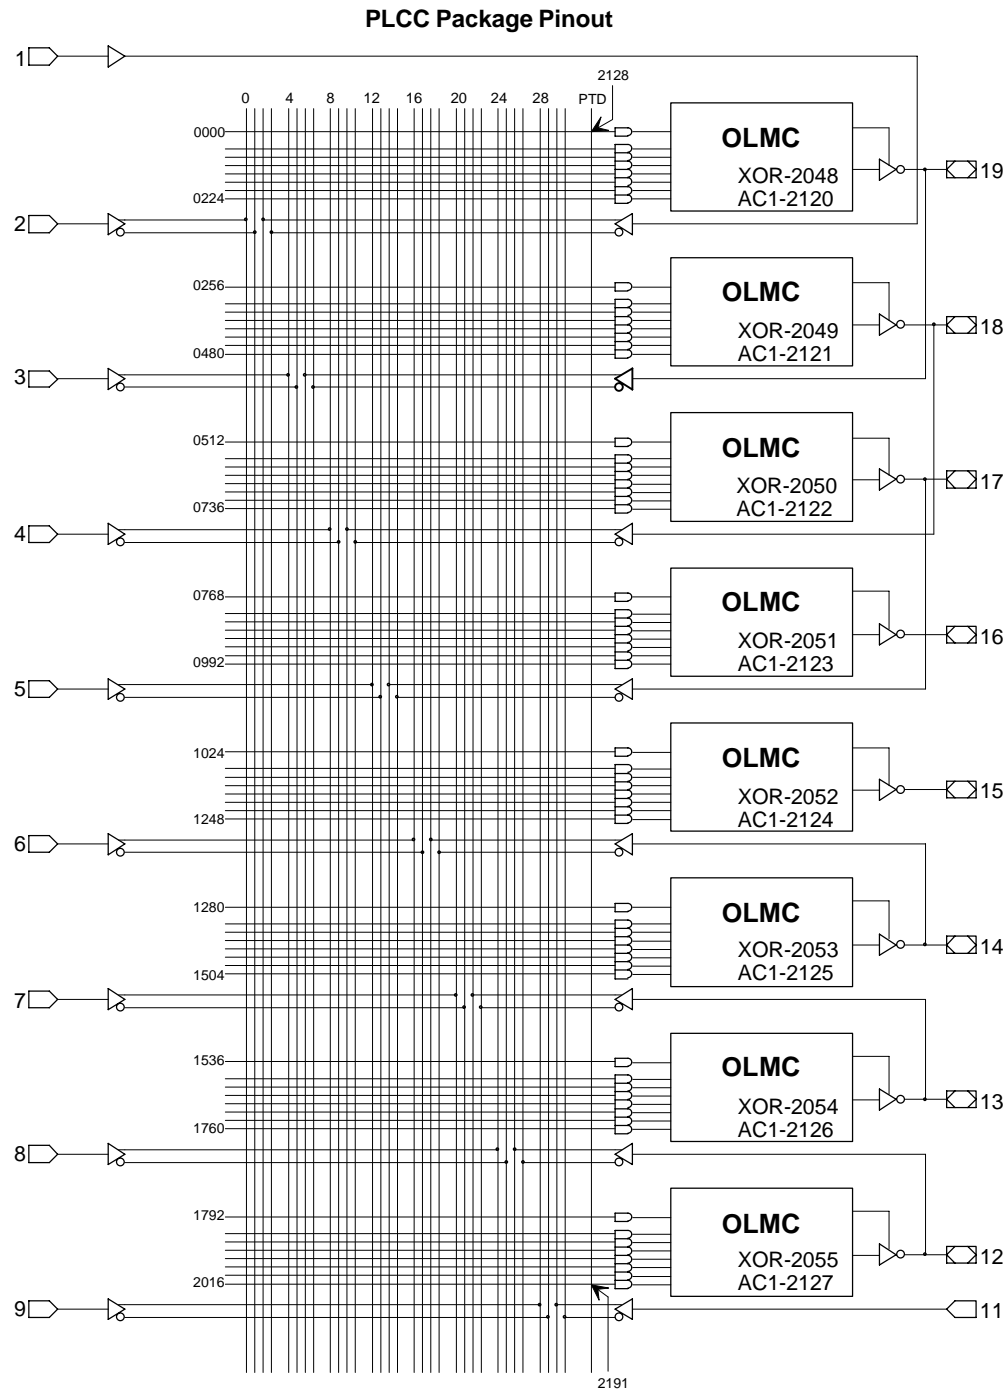 PLCC Package Pinout
1
2128
0 4 8 12 16 20 24 28 PTD
0000
OLMC
XOR-2048
AC1-2120
19
0224
2
0256
OLMC
XOR-2049
AC1-2121
18
0480
3
0512
OLMC
XOR-2050
AC1-2122
17
0736
4
0768
OLMC
XOR-2051
AC1-2123
16
0992
5
1024
OLMC
XOR-2052
AC1-2124
15
1248
6
1280
OLMC
XOR-2053
AC1-2125
14
1504
7
1536
OLMC
XOR-2054
AC1-2126
13
1760
8
1792
OLMC
XOR-2055
AC1-2127
12
2016
9
11
2191